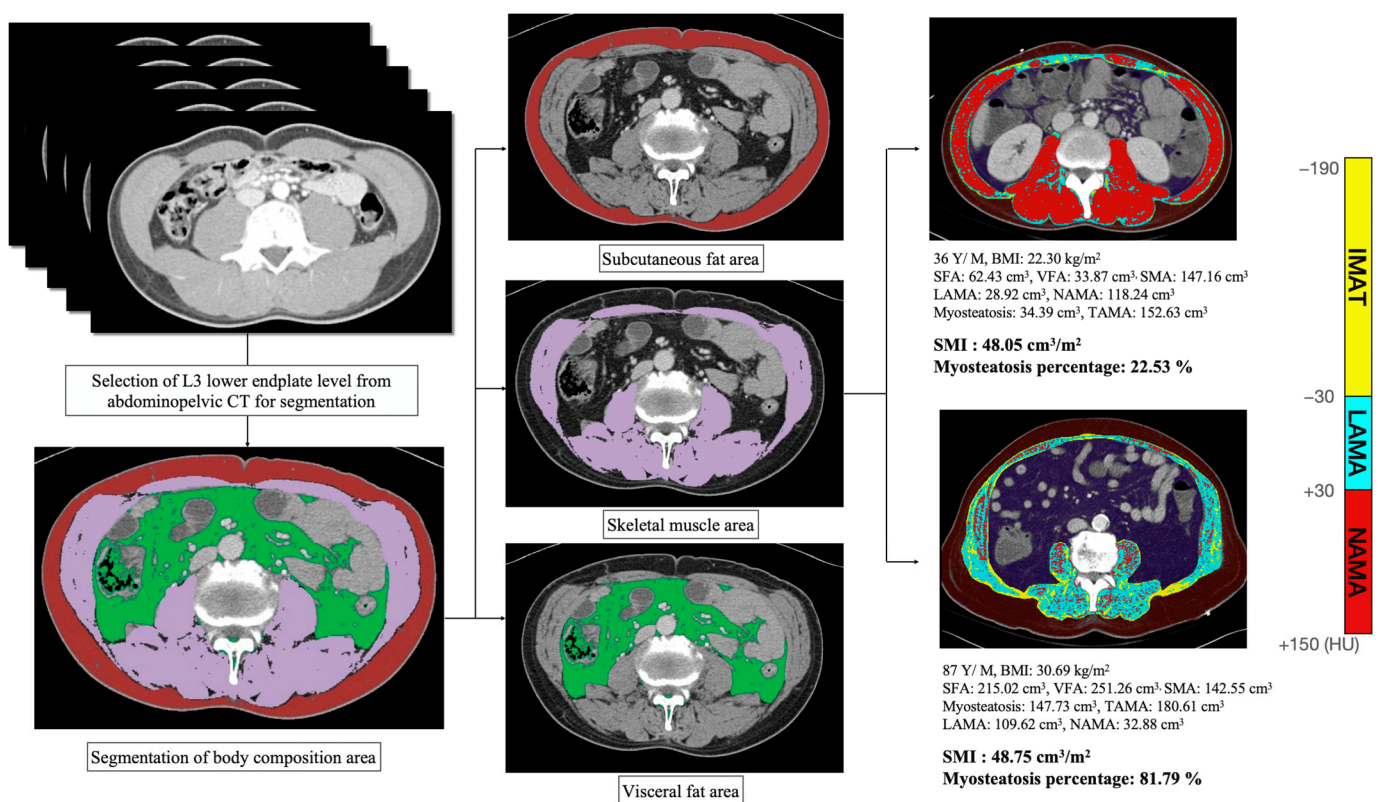 Selection of L3 lower endplate level from
abdominopelvic CT for segmentation
Segmentation of body composition area
Subcutaneous fat area
Skeletal muscle area
Visceral fat area
36 Y/ M, BMI: 22.30 kg/m²
SFA: 62.43 cm³, VFA: 33.87 cm³, SMA: 147.16 cm³
LAMA: 28.92 cm³, NAMA: 118.24 cm³
Myosteatosis: 34.39 cm³, TAMA: 152.63 cm³
SMI : 48.05 cm³/m²
Myosteatosis percentage: 22.53 %
87 Y/ M, BMI: 30.69 kg/m²
SFA: 215.02 cm³, VFA: 251.26 cm³, SMA: 142.55 cm³
Myosteatosis: 147.73 cm³, TAMA: 180.61 cm³
LAMA: 109.62 cm³, NAMA: 32.88 cm³
SMI : 48.75 cm³/m²
Myosteatosis percentage: 81.79 %
−190
IMAT
−30
LAMA
+30
NAMA
+150 (HU)